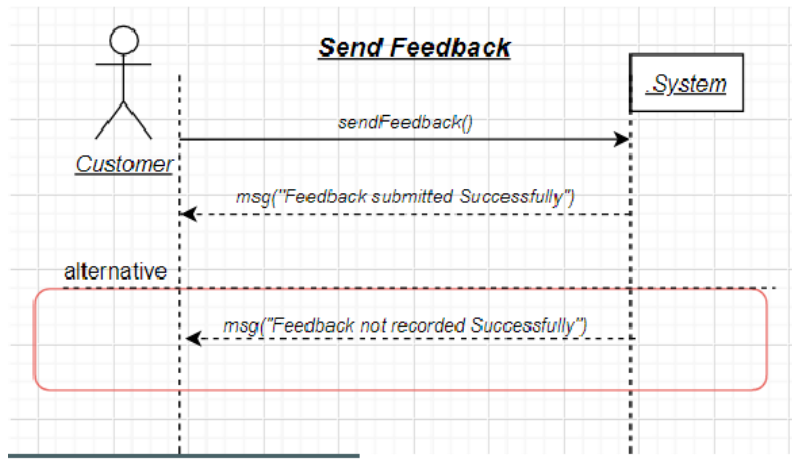 Send Feedback
.System
sendFeedback()
Customer
msg("Feedback submitted Successfully")
alternative
msg("Feedback not recorded Successfully")